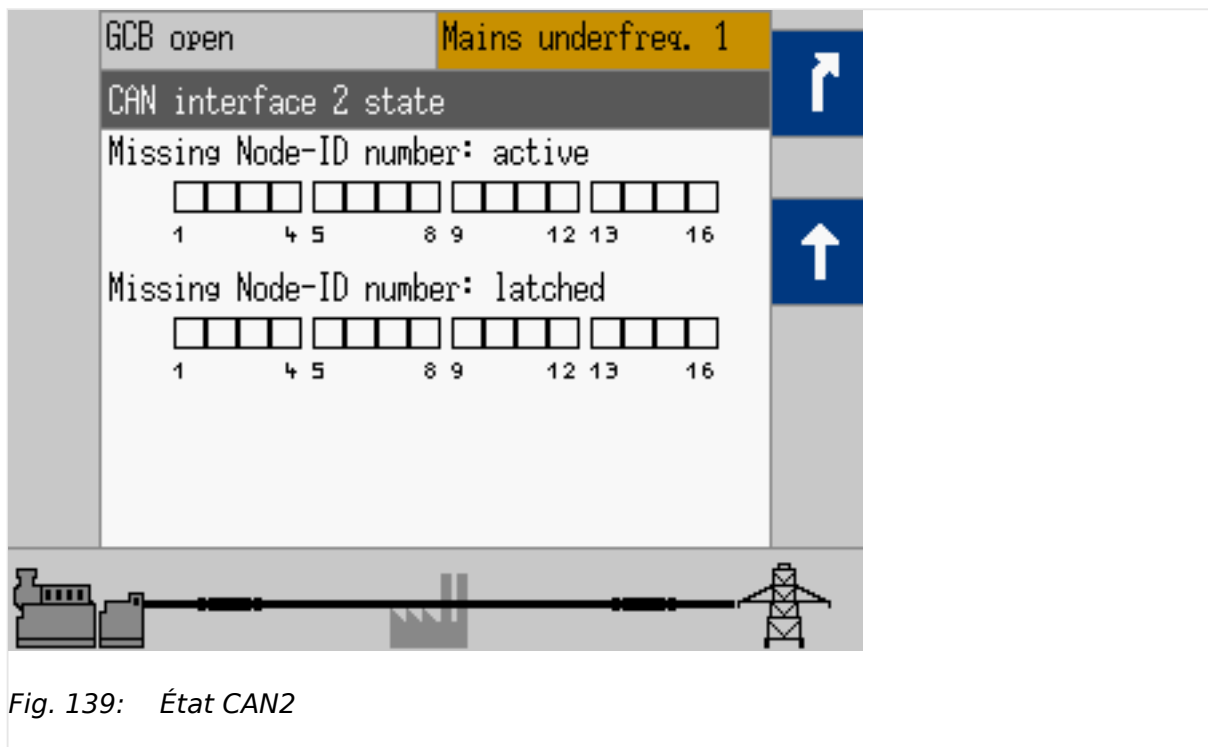 GCB open Mains underfreq. 1
CAN interface 2 state
Missing Node-ID number: active
1 4 5 8 9 12 13 16
Missing Node-ID number: latched
1 4 5 8 9 12 13 16
Fig. 139: État CAN2